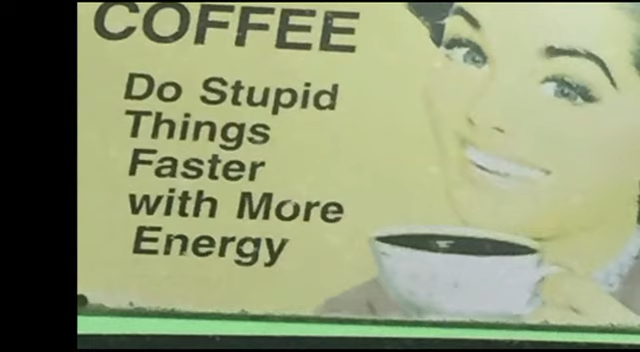 COFFEE
Do Stupid
Things
Faster
with More
Energy